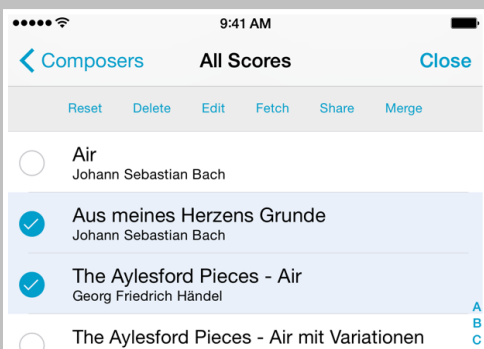 9:41 AM
Composers All Scores Close
Reset Delete Edit Fetch Share Merge
Air
Johann Sebastian Bach
Aus meines Herzens Grunde
Johann Sebastian Bach
The Aylesford Pieces - Air
Georg Friedrich Händel
A
B
The Aylesford Pieces - Air mit Variationen
C